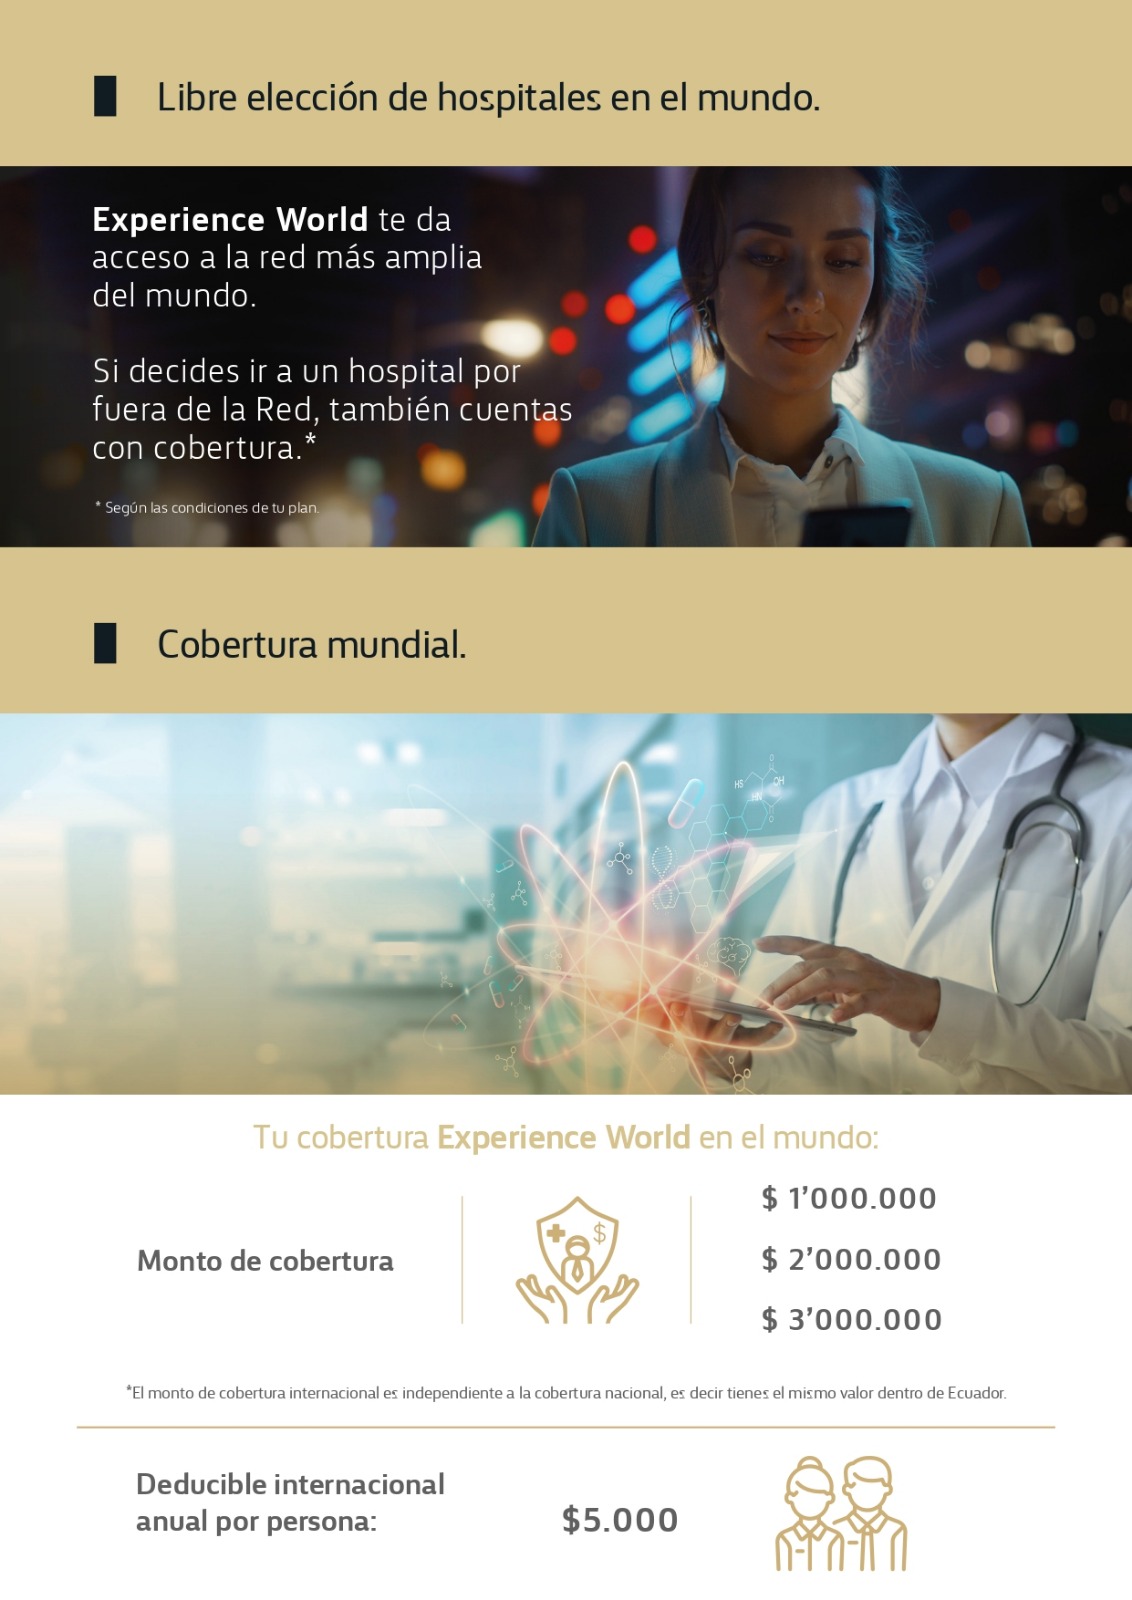 Libre elección de hospitales en el mundo.
Experience World te da
acceso a la red más amplia
del mundo.
Si decides ir a un hospital por
fuera de la Red, también cuentas
con cobertura.*
* Según las condiciones de tu plan.
Cobertura mundial.
HS
OH
HN
Tu cobertura Experience World en el mundo:
Monto de cobertura
$
$ 1’000.000
$ 2’000.000
$ 3’000.000
*El monto de cobertura internacional es independiente a la cobertura nacional, es decir tienes el mismo valor dentro de Ecuador.
Deducible internacional
anual por persona:
$5.000